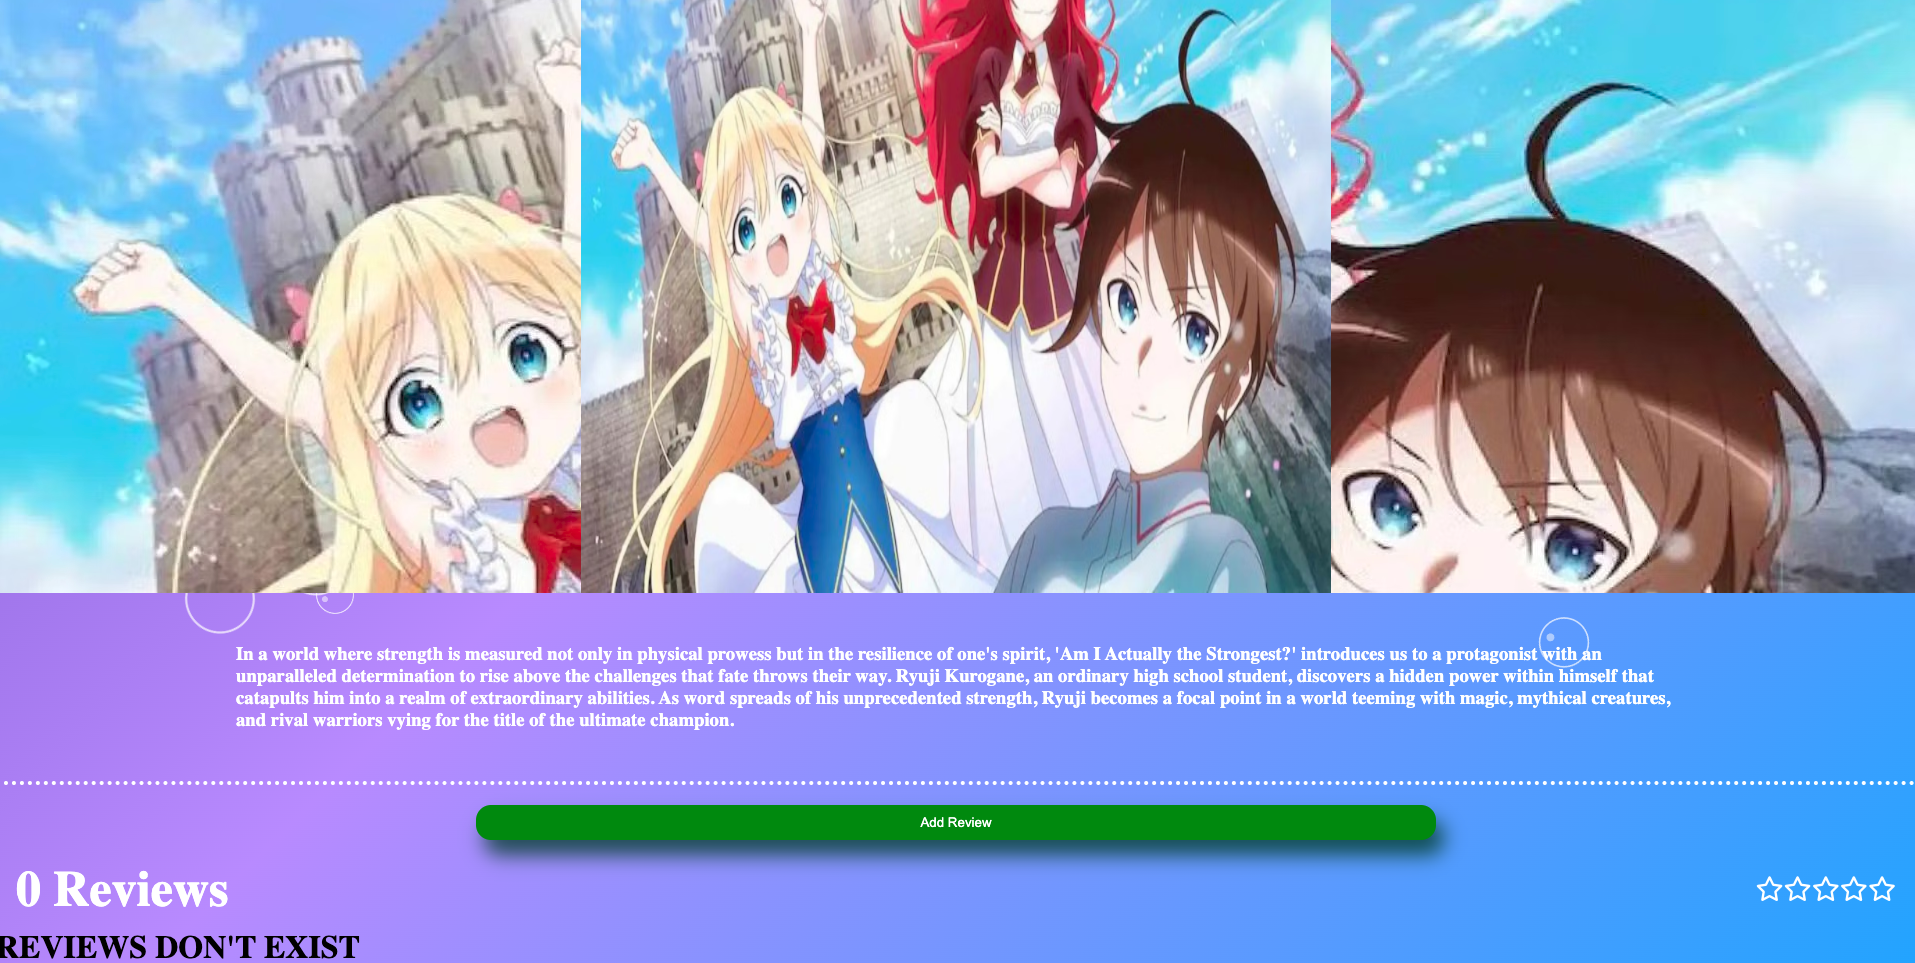 In a world where strength is measured not only in physical prowess but in the resilience of one's spirit, 'Am I Actually the Strongest?' introduces us to a protagonist with an
unparalleled determination to rise above the challenges that fate throws their way. Ryuji Kurogane, an ordinary high school student, discovers a hidden power within himself that
catapults him into a realm of extraordinary abilities. As word spreads of his unprecedented strength, Ryuji becomes a focal point in a world teeming with magic, mythical creatures,
and rival warriors vying for the title of the ultimate champion.
Add Review
0 Reviews
REVIEWS DON'T EXIST